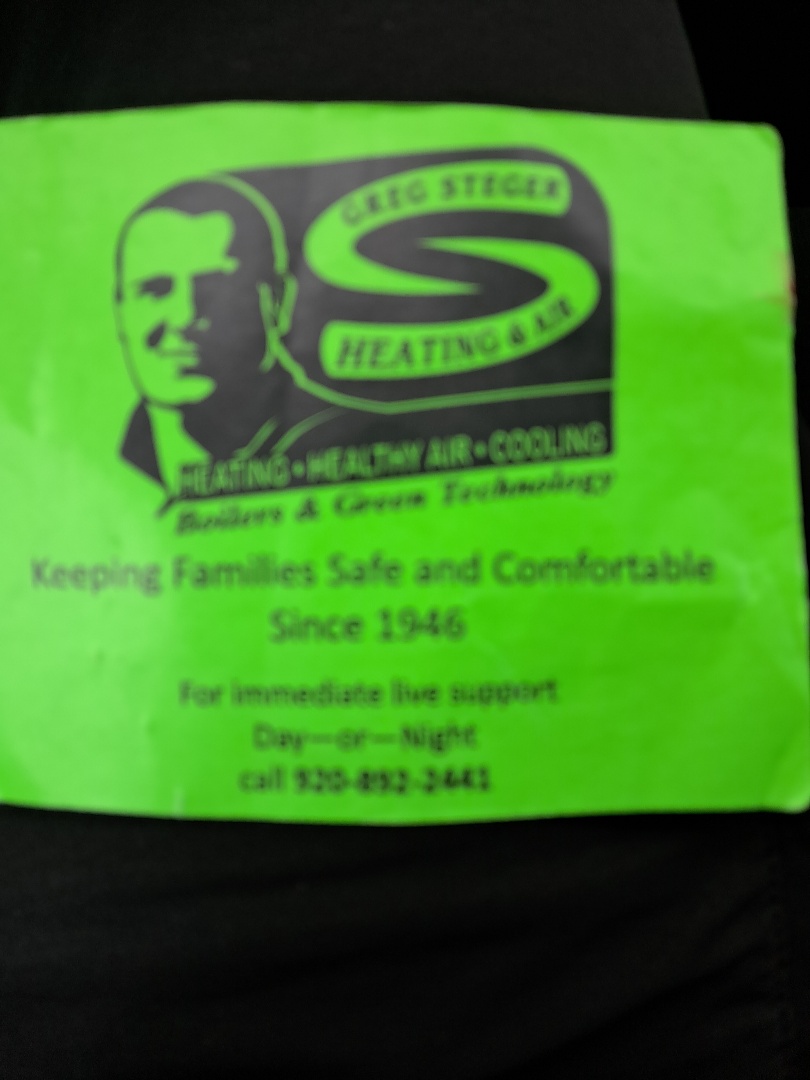 GREG STEGER
HEATING & AIR
HEATING • HEALTHY AIR • COOLING
Boilers & Green Technology
Keeping Families Safe and Comfortable
Since 1946
For immediate live support
Day—or—Night
call 920-892-2441